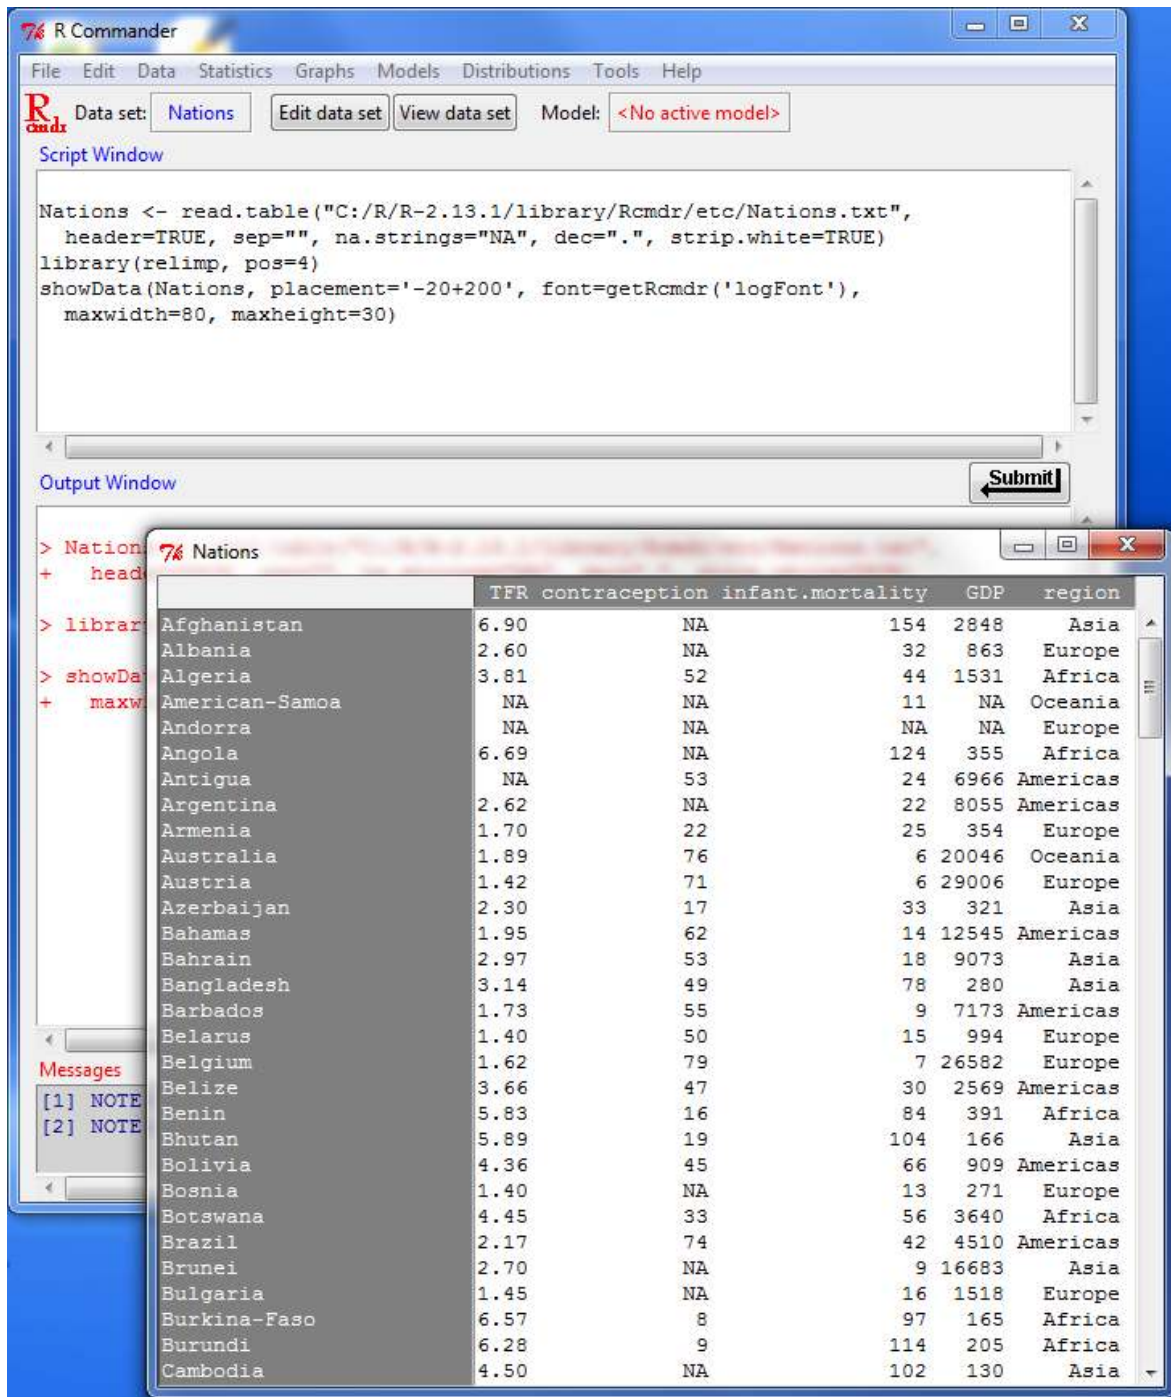 R Commander
File Edit Data Statistics Graphs Models Distributions Tools Help
R cmdr Data set: Nations Edit data set View data set Model: <No active model>
Script Window
Nations <- read.table("C:/R/R-2.13.1/library/Rcmdr/etc/Nations.txt",
header=TRUE, sep="", na.strings="NA", dec=".", strip.white=TRUE)
library(relimp, pos=4)
showData(Nations, placement='-20+200', font=getRcmdr('logFont'),
maxwidth=80, maxheight=30)
Output Window Submit
> Nation
+ head
> librar
> showDa
+ maxw
Messages
[1] NOTE
[2] NOTE
Nations
TFR contraception infant.mortality GDP region
Afghanistan 6.90 NA 154 2848 Asia
Albania 2.60 NA 32 863 Europe
Algeria 3.81 52 44 1531 Africa
American-Samoa NA NA 11 NA Oceania
Andorra NA NA NA NA Europe
Angola 6.69 NA 124 355 Africa
Antigua NA 53 24 6966 Americas
Argentina 2.62 NA 22 8055 Americas
Armenia 1.70 22 25 354 Europe
Australia 1.89 76 6 20046 Oceania
Austria 1.42 71 6 29006 Europe
Azerbaijan 2.30 17 33 321 Asia
Bahamas 1.95 62 14 12545 Americas
Bahrain 2.97 53 18 9073 Asia
Bangladesh 3.14 49 78 280 Asia
Barbados 1.73 55 9 7173 Americas
Belarus 1.40 50 15 994 Europe
Belgium 1.62 79 7 26582 Europe
Belize 3.66 47 30 2569 Americas
Benin 5.83 16 84 391 Africa
Bhutan 5.89 19 104 166 Asia
Bolivia 4.36 45 66 909 Americas
Bosnia 1.40 NA 13 271 Europe
Botswana 4.45 33 56 3640 Africa
Brazil 2.17 74 42 4510 Americas
Brunei 2.70 NA 9 16683 Asia
Bulgaria 1.45 NA 16 1518 Europe
Burkina-Faso 6.57 8 97 165 Africa
Burundi 6.28 9 114 205 Africa
Cambodia 4.50 NA 102 130 Asia